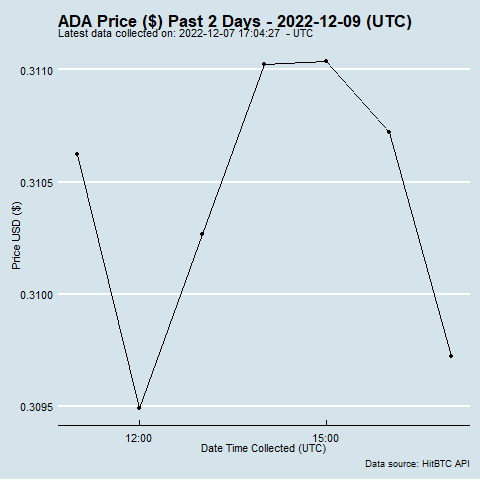 ADA Price ($) Past 2 Days - 2022-12-09 (UTC)
Latest data collected on: 2022-12-07 17:04:27  - UTC
0.3110
0.3105
0.3100
0.3095
Price USD ($)
12:00
15:00
Date Time Collected (UTC)
Data source: HitBTC API